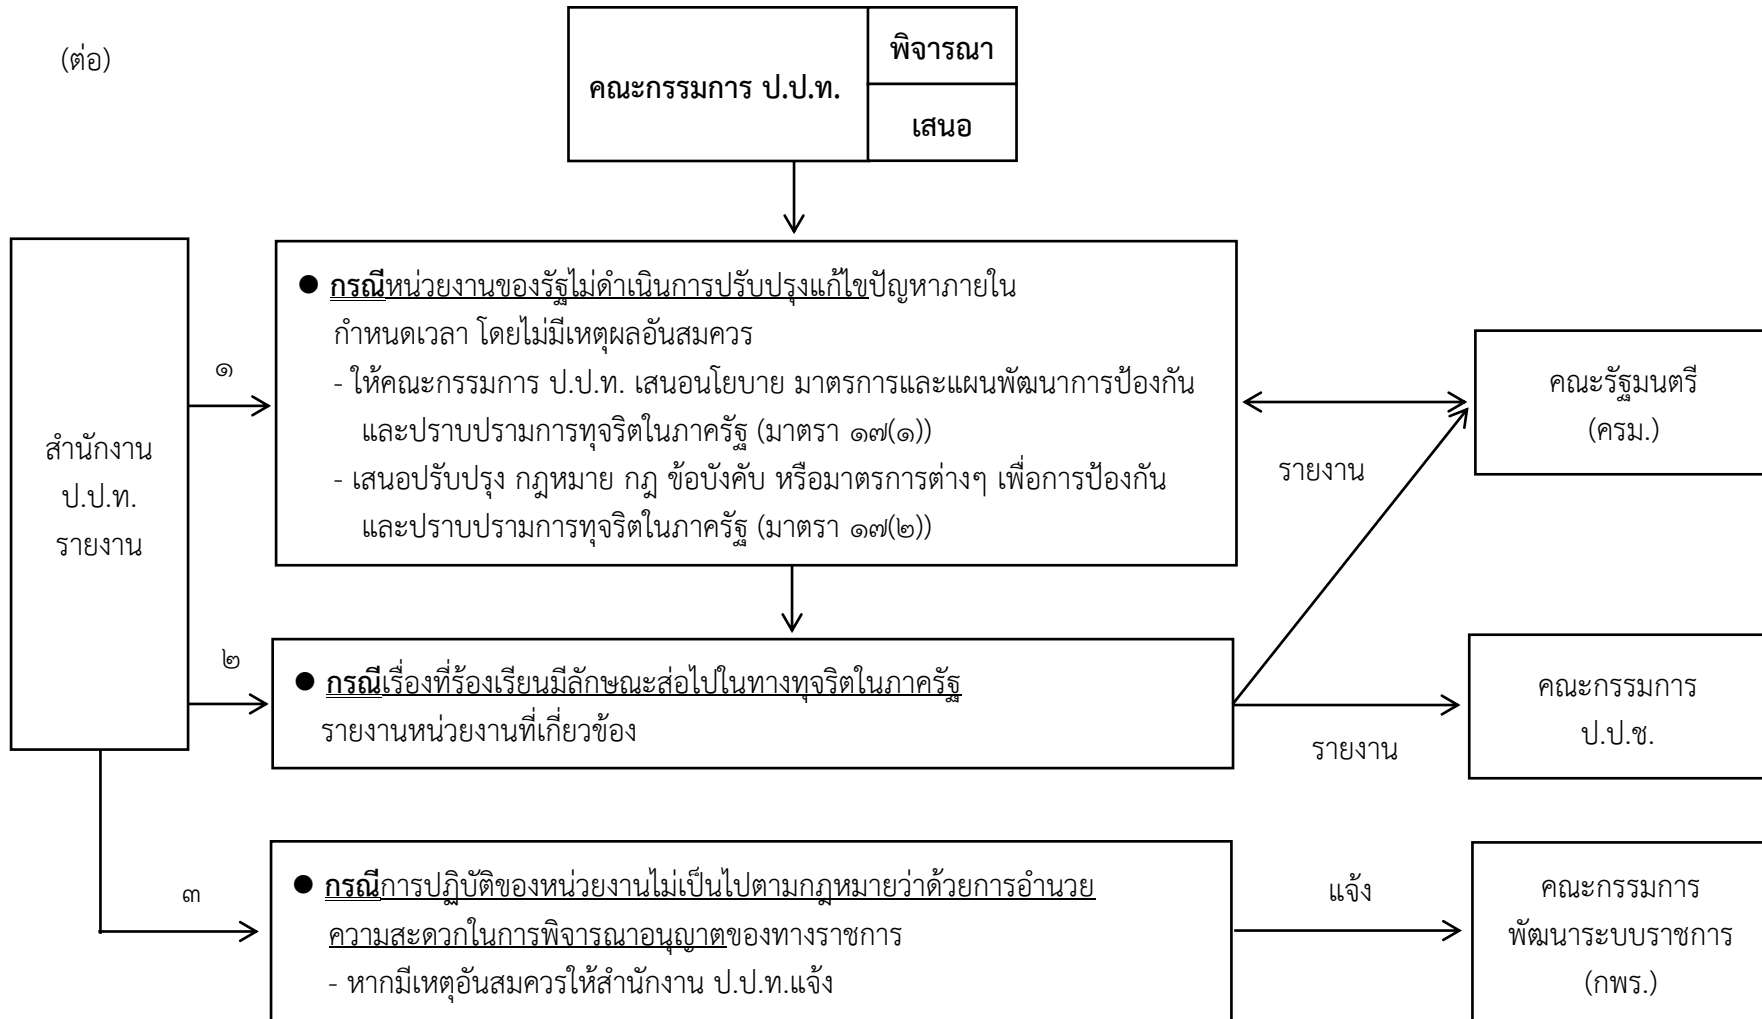 (ต่อ)
คณะกรรมการ ป.ป.ท.
พิจารณา
เสนอ
สำนักงาน
ป.ป.ท.
รายงาน
๑
● กรณีหน่วยงานของรัฐไม่ดำเนินการปรับปรุงแก้ไขปัญหาภายใน
กำหนดเวลา โดยไม่มีเหตุผลอันสมควร
- ให้คณะกรรมการ ป.ป.ท. เสนอนโยบาย มาตรการและแผนพัฒนาการป้องกัน
และปราบปรามการทุจริตในภาครัฐ (มาตรา ๑๗(๑))
- เสนอปรับปรุง กฎหมาย กฎ ข้อบังคับ หรือมาตรการต่างๆ เพื่อการป้องกัน
และปราบปรามการทุจริตในภาครัฐ (มาตรา ๑๗(๒))
รายงาน
คณะรัฐมนตรี
(ครม.)
๒
● กรณีเรื่องที่ร้องเรียนมีลักษณะส่อไปในทางทุจริตในภาครัฐ
รายงานหน่วยงานที่เกี่ยวข้อง
รายงาน
คณะกรรมการ
ป.ป.ช.
๓
● กรณีการปฏิบัติของหน่วยงานไม่เป็นไปตามกฎหมายว่าด้วยการอำนวย
ความสะดวกในการพิจารณาอนุญาตของทางราชการ
- หากมีเหตุอันสมควรให้สำนักงาน ป.ป.ท.แจ้ง
แจ้ง
คณะกรรมการ
พัฒนาระบบราชการ
(กพร.)